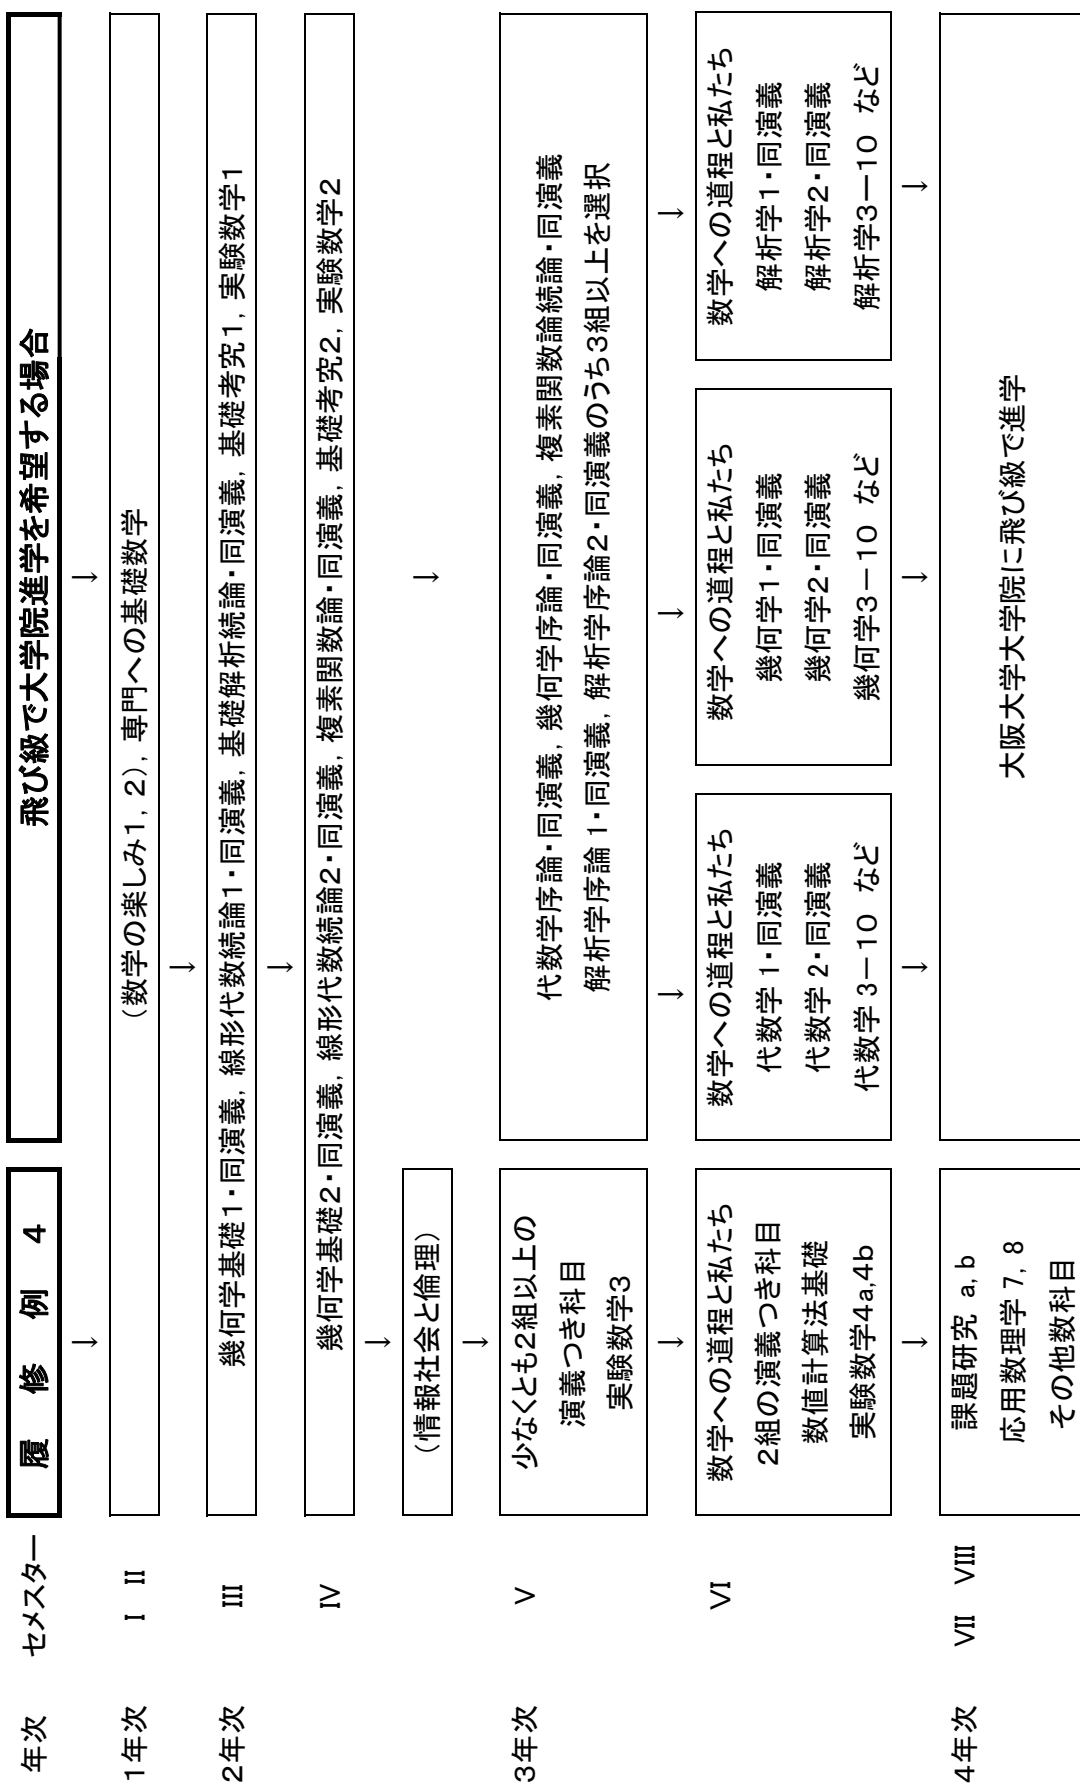 年次 セメスター 履 修 例 4 飛び級で大学院進学を希望する場合
↓ ↓
1年次 I II (数学の楽しみ1, 2), 専門への基礎数学
↓
2年次 III 幾何学基礎1・同演義, 線形代数続論1・同演義, 基礎解析続論・同演義, 基礎考究1, 実験数学1
↓
IV 幾何学基礎2・同演義, 線形代数続論2・同演義, 複素関数論・同演義, 基礎考究2, 実験数学2
↓ ↓
(情報社会と倫理)
↓
3年次 V 少なくとも2組以上の
演義つき科目
実験数学3
代数学序論・同演義, 幾何学序論・同演義, 複素関数論続論・同演義
解析学序論1・同演義, 解析学序論2・同演義のうち3組以上を選択
↓ ↓ ↓ ↓
VI 数学への道程と私たち
2組の演義つき科目
数値計算法基礎
実験数学4a,4b
数学への道程と私たち
代数学1・同演義
代数学2・同演義
代数学3-10 など
数学への道程と私たち
幾何学1・同演義
幾何学2・同演義
幾何学3-10 など
数学への道程と私たち
解析学1・同演義
解析学2・同演義
解析学3ー10 など
↓ ↓ ↓ ↓
4年次 VII VIII 課題研究 a, b
応用数理学 7, 8
その他数科目
大阪大学大学院に飛び級で進学